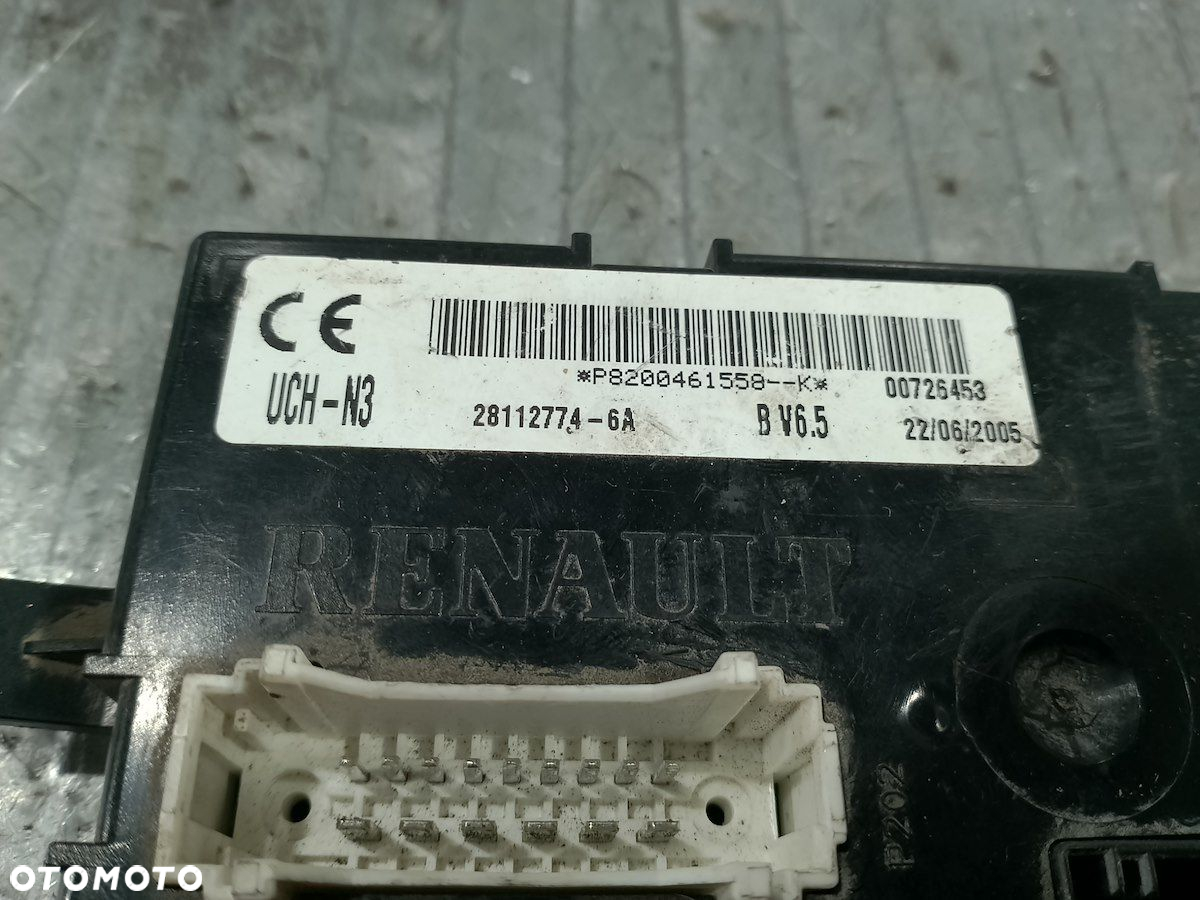 CE
*P8200461558--K*
00726453
UCH-N3
28112774-6A
B V6.5
22/06/2005
RENAULT
P202
OTOMOTO